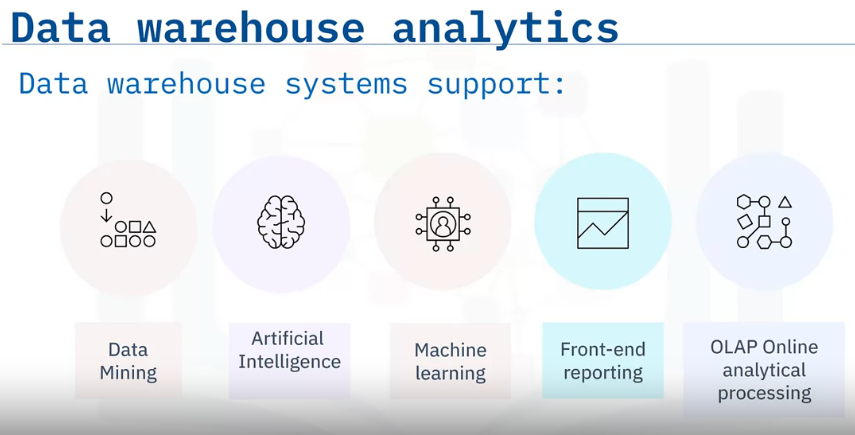 Data warehouse analytics
Data warehouse systems support:
Data
Mining
Artificial
Intelligence
Machine
learning
Front-end
reporting
OLAP Online
analytical
processing